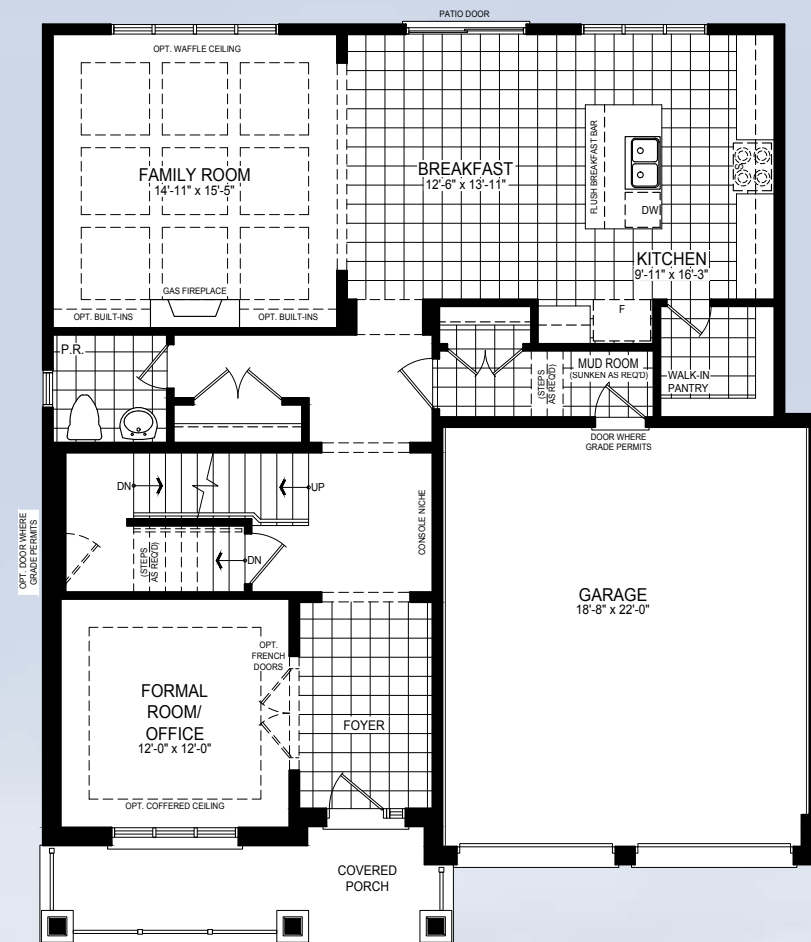 PATIO DOOR
OPT. WAFFLE CEILING
FAMILY ROOM
14'-11" x 15'-5"
BREAKFAST
12'-6" x 13'-11"
FLUSH BREAKFAST BAR
DW
S
KITCHEN
9'-11" x 16'-3"
GAS FIREPLACE
OPT. BUILT-INS
OPT. BUILT-INS
F
P.R.
(STEPS
AS REQ'D)
MUD ROOM
(SUNKEN AS REQ'D)
WALK-IN
PANTRY
DOOR WHERE
GRADE PERMITS
DN
UP
CONSOLE NICHE
OPT. DOOR WHERE
GRADE PERMITS
(STEPS
AS REQ'D)
DN
GARAGE
18'-8" x 22'-0"
OPT.
FRENCH
DOORS
FORMAL
ROOM/
OFFICE
12'-0" x 12'-0"
FOYER
OPT. COFFERED CEILING
COVERED
PORCH